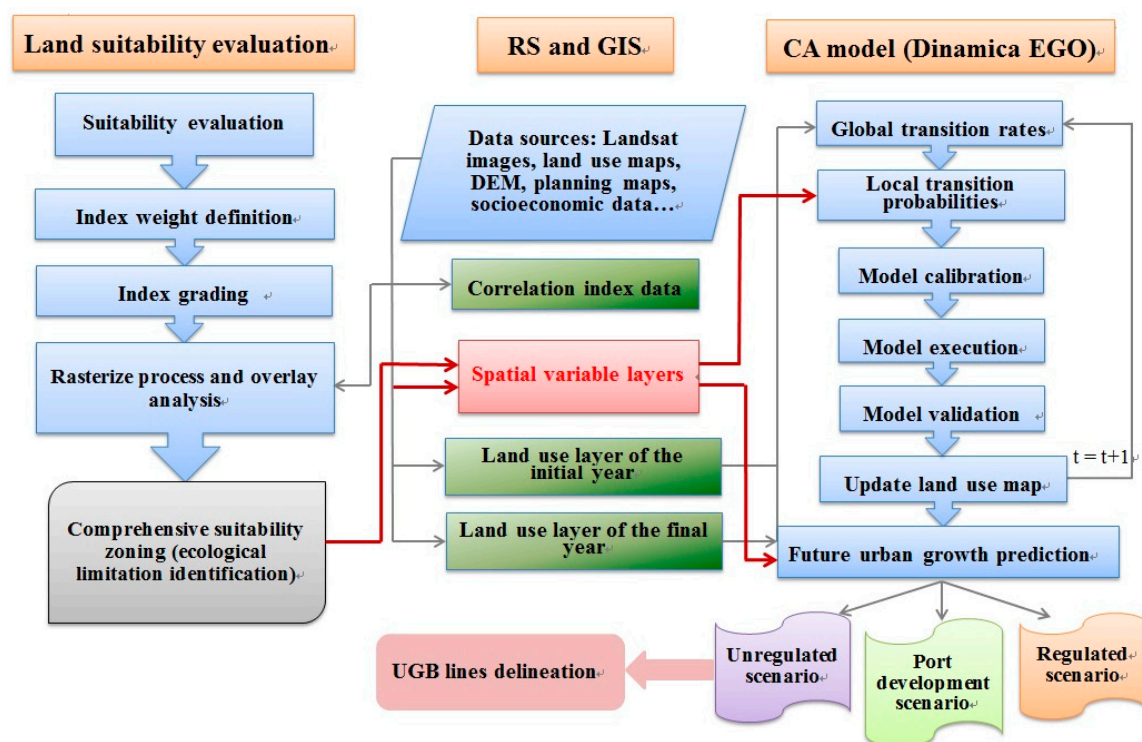 Land suitability evaluation
RS and GIS
CA model (Dinamica EGO)
Suitability evaluation
Index weight definition
Index grading
Rasterize process and overlay
analysis
Comprehensive suitability
zoning (ecological
limitation identification)
Data sources: Landsat
images, land use maps,
DEM, planning maps,
socioeconomic data…
Correlation index data
Spatial variable layers
Land use layer of the
initial year
Land use layer of the final
year
Global transition rates
Local transition
probabilities
Model calibration
Model execution
Model validation
t = t+1
Update land use map
Future urban growth prediction
UGB lines delineation
Unregulated
scenario
Port
development
scenario
Regulated
scenario